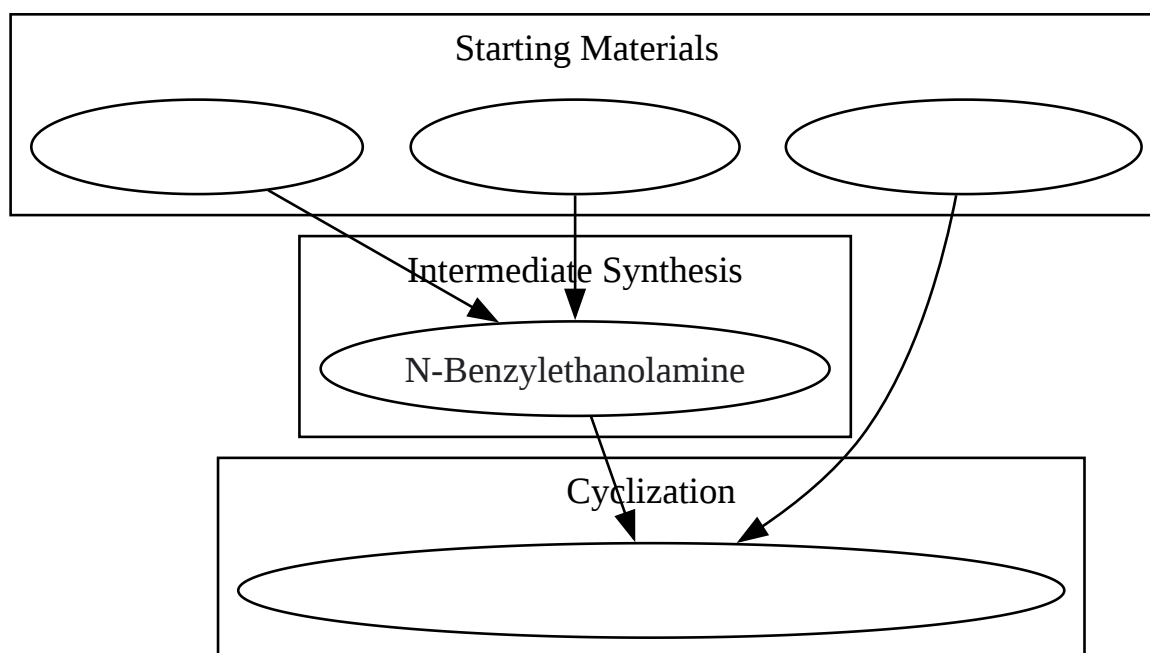 Starting Materials
Intermediate Synthesis
N-Benzylethanolamine
Cyclization